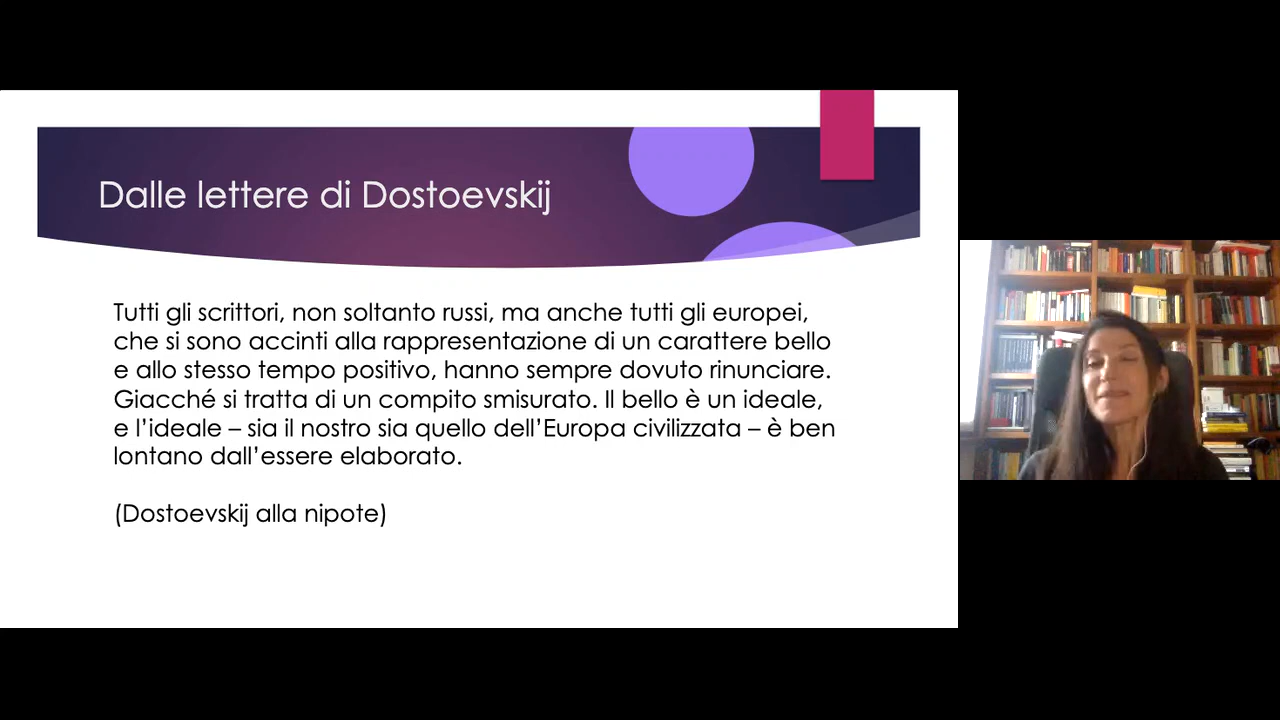 Dalle lettere di Dostoevskij
Tutti gli scrittori, non soltanto russi, ma anche tutti gli europei,
che si sono accinti alla rappresentazione di un carattere bello
e allo stesso tempo positivo, hanno sempre dovuto rinunciare.
Giacché si tratta di un compito smisurato. Il bello è un ideale,
e l’ideale – sia il nostro sia quello dell’Europa civilizzata – è ben
lontano dall’essere elaborato.
(Dostoevskij alla nipote)